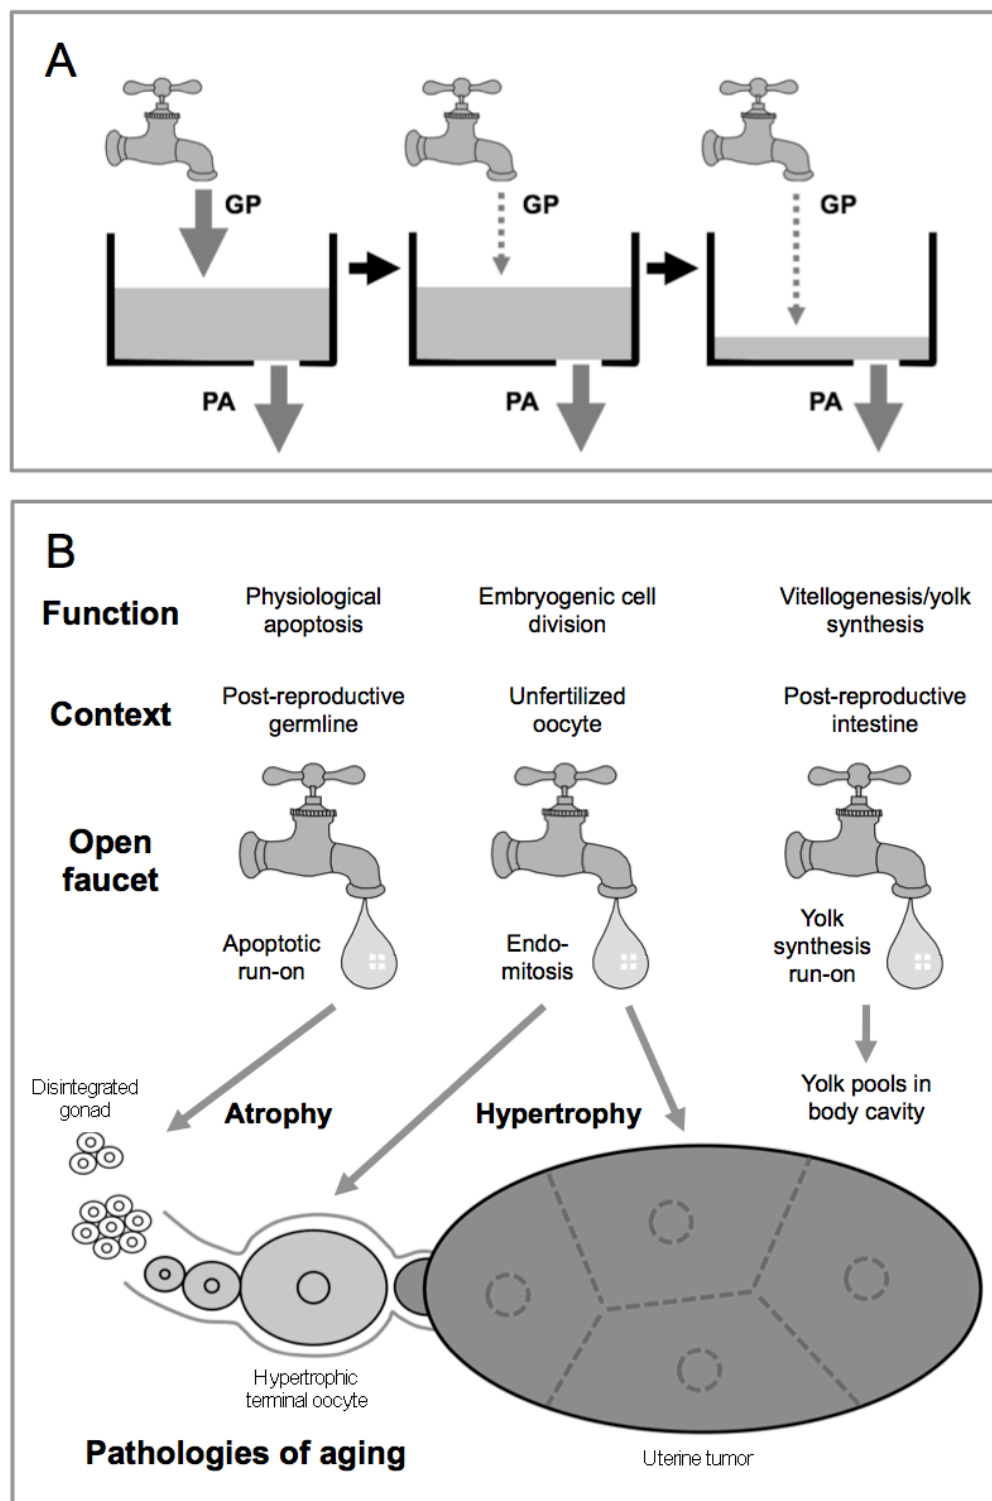 A
GP
GP
GP
PA
PA
PA
B
Function
Physiological
apoptosis
Embryogenic cell
division
Vitellogenesis/yolk
synthesis
Context
Post-reproductive
germline
Unfertilized
oocyte
Post-reproductive
intestine
Open
faucet
Apoptotic
run-on
Endo-
mitosis
Yolk
synthesis
run-on
Disintegrated
gonad
Atrophy
Hypertrophy
Yolk pools in
body cavity
Hypertrophic
terminal oocyte
Pathologies of aging
Uterine tumor